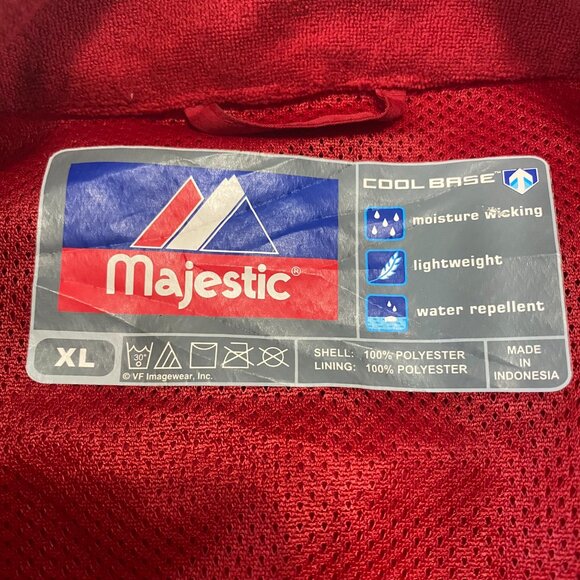 COOL BASE™
moisture wicking
lightweight
water repellent
Majestic®
XL
30°
© VF Imagewear, Inc.
SHELL: 100% POLYESTER
LINING: 100% POLYESTER
MADE
IN
INDONESIA